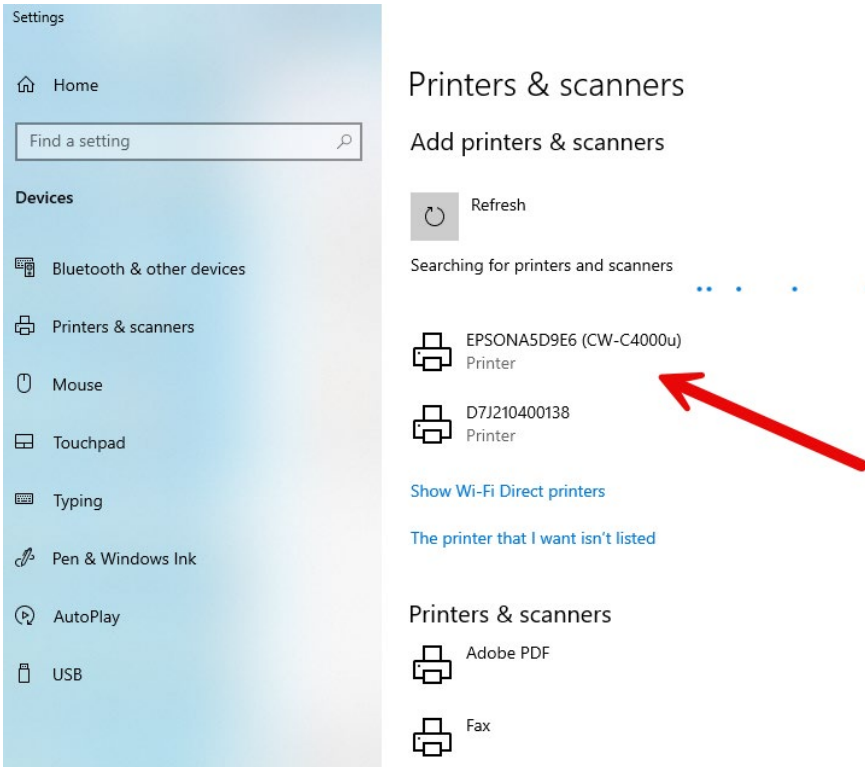 Settings
Home
Find a setting
Devices
Bluetooth & other devices
Printers & scanners
Mouse
Touchpad
Typing
Pen & Windows Ink
AutoPlay
USB
Printers & scanners
Add printers & scanners
Refresh
Searching for printers and scanners
EPSONA5D9E6 (CW-C4000u)
Printer
D7J210400138
Printer
Show Wi-Fi Direct printers
The printer that I want isn't listed
Printers & scanners
Adobe PDF
Fax